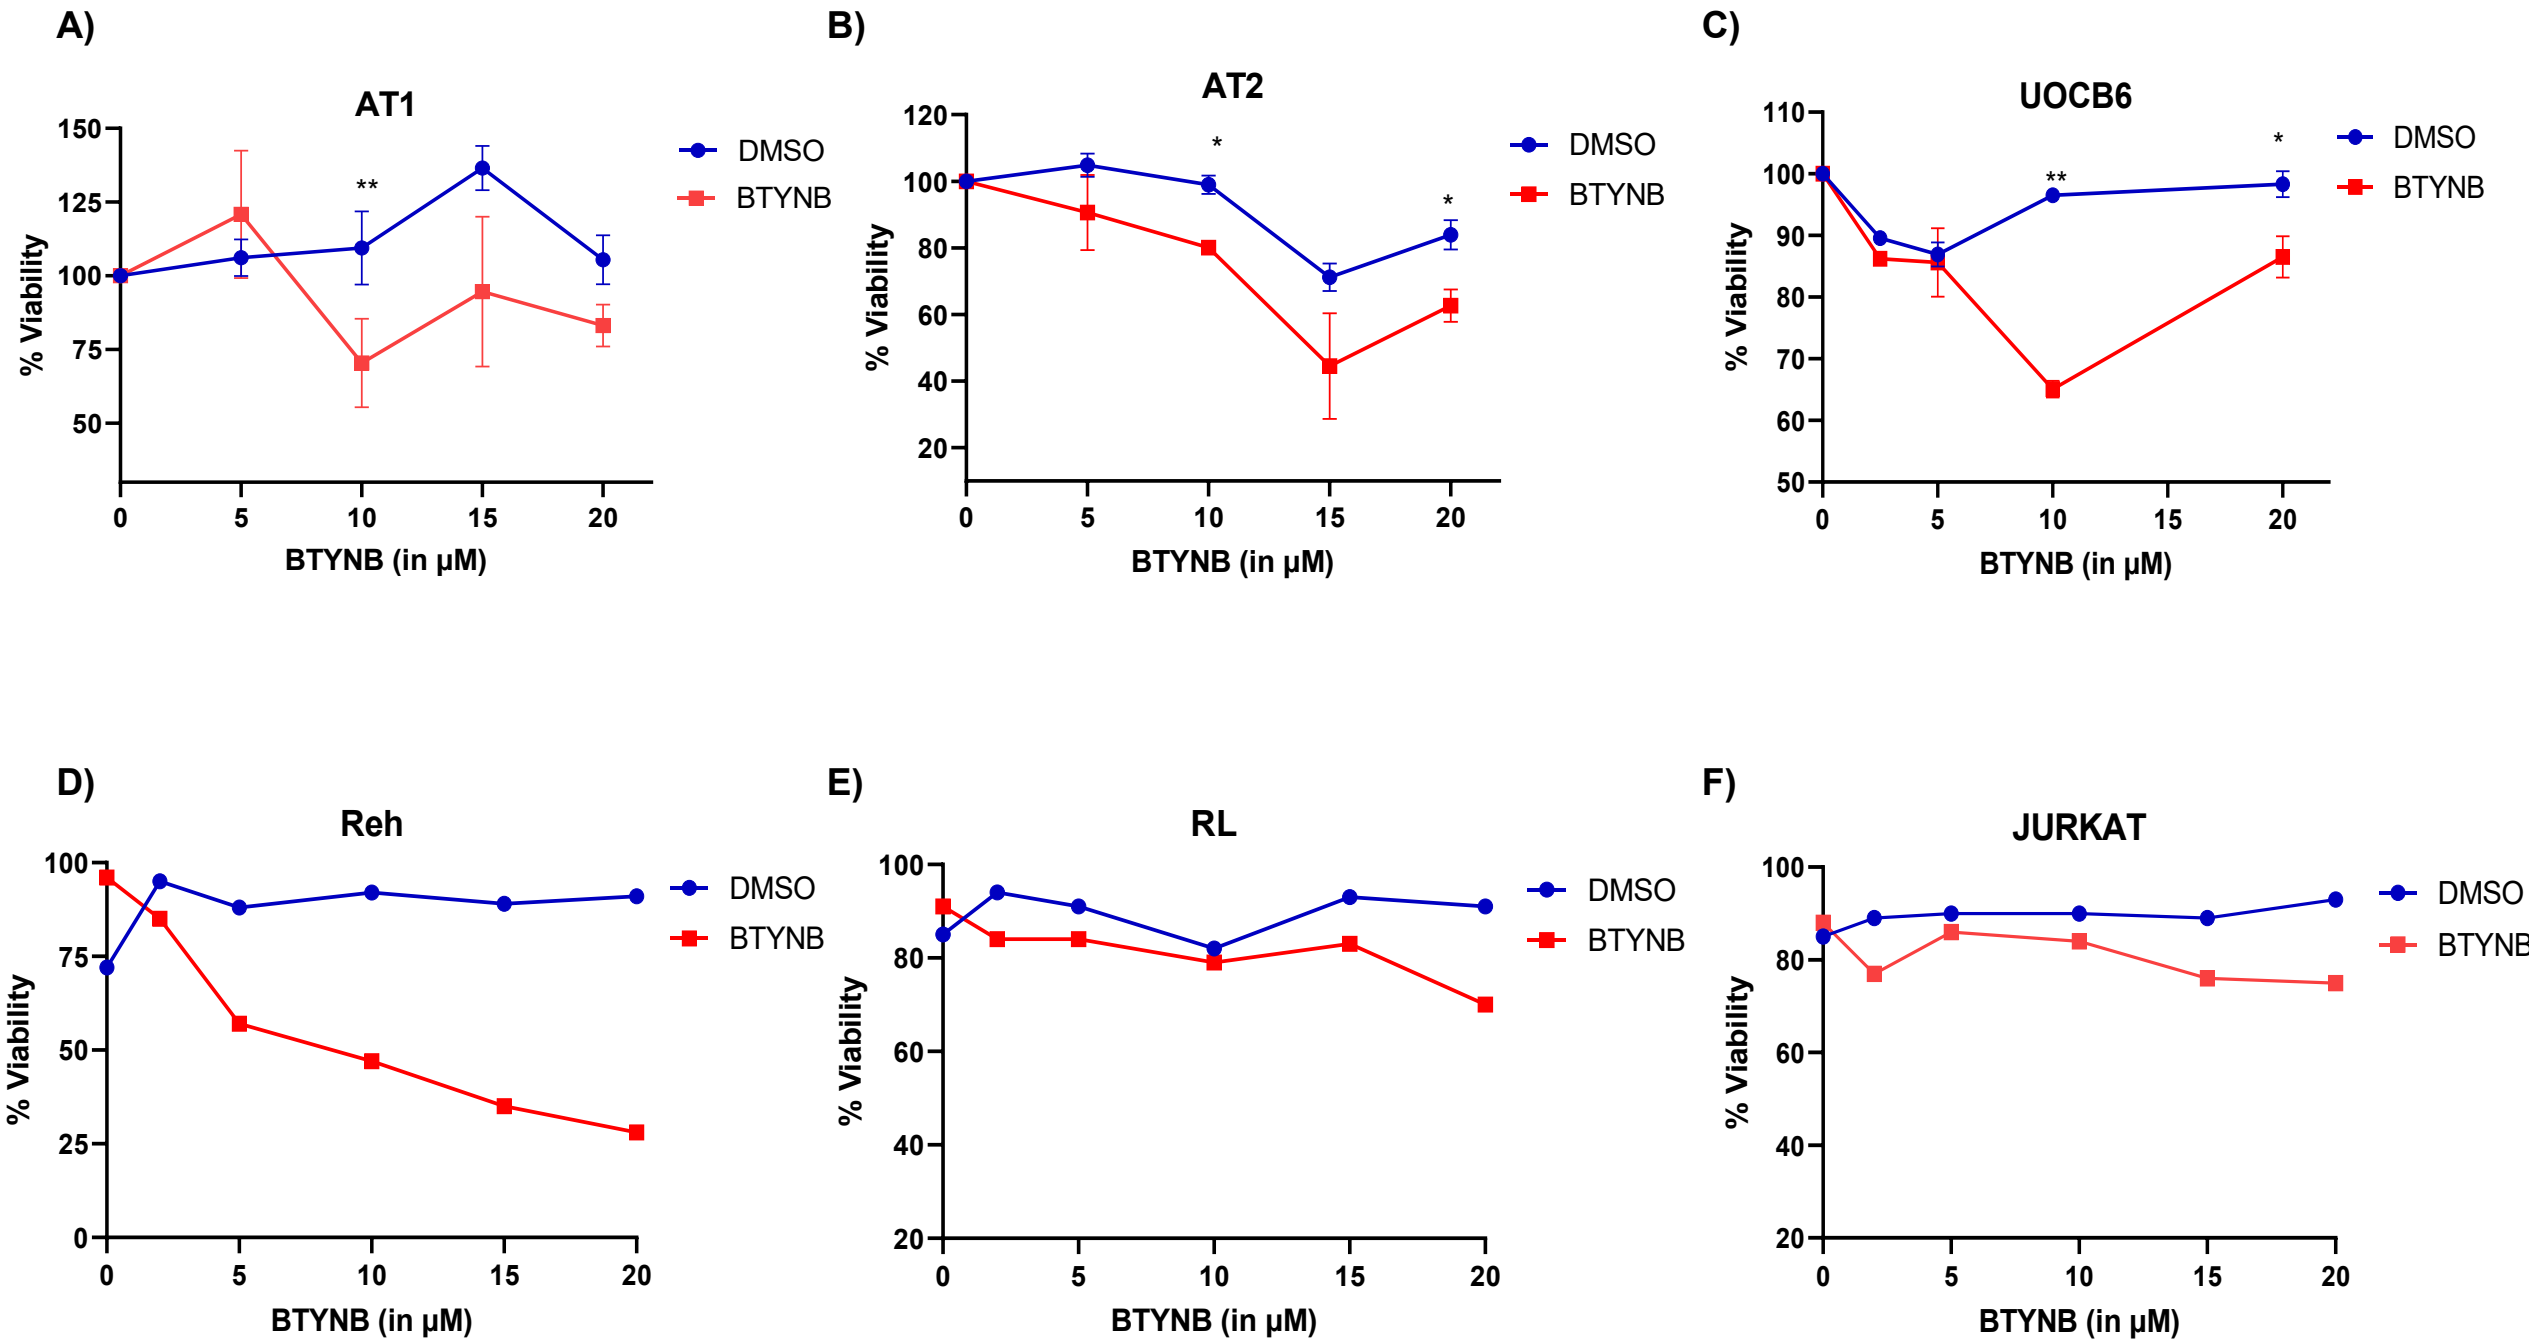 A)
AT1
150
125
100
75
50
% Viability
**
0 5 10 15 20
BTYNB (in µM)
DMSO
BTYNB
B)
AT2
120
100
80
60
40
20
% Viability
*
*
0 5 10 15 20
BTYNB (in µM)
DMSO
BTYNB
C)
UOCB6
110
100
90
80
70
60
50
% Viability
**
*
0 5 10 15 20
BTYNB (in µM)
DMSO
BTYNB
D)
Reh
100
75
50
25
0
% Viability
0 5 10 15 20
BTYNB (in µM)
DMSO
BTYNB
E)
RL
100
80
60
40
20
% Viability
0 5 10 15 20
BTYNB (in µM)
DMSO
BTYNB
F)
JURKAT
100
80
60
40
20
% Viability
0 5 10 15 20
BTYNB (in µM)
DMSO
BTYNB